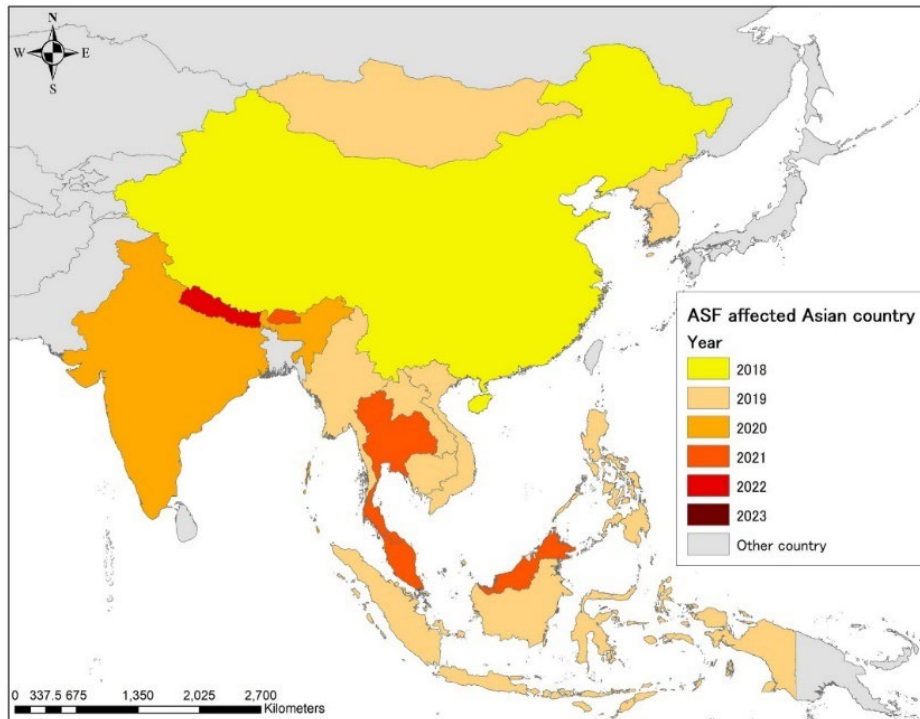 N
W E
S
ASF affected Asian country
Year
2018
2019
2020
2021
2022
2023
Other country
0 337.5 675 1,350 2,025 2,700
Kilometers